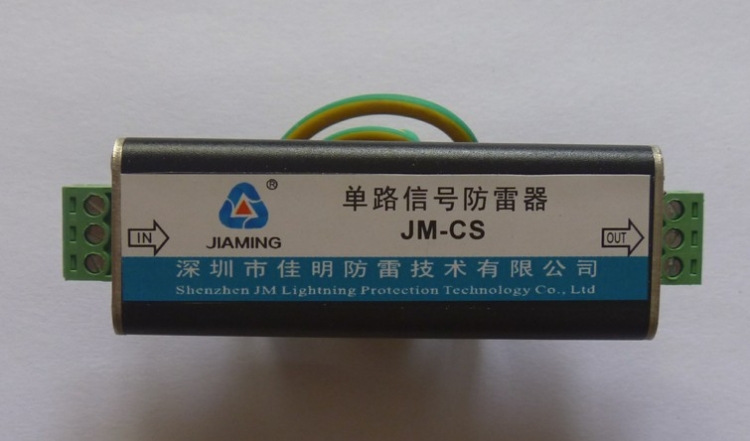 单路信号防雷器
JM-CS
®
JIAMING
IN
OUT
深圳市佳明防雷技术有限公司
Shenzhen JM Lightning Protection Technology Co., Ltd